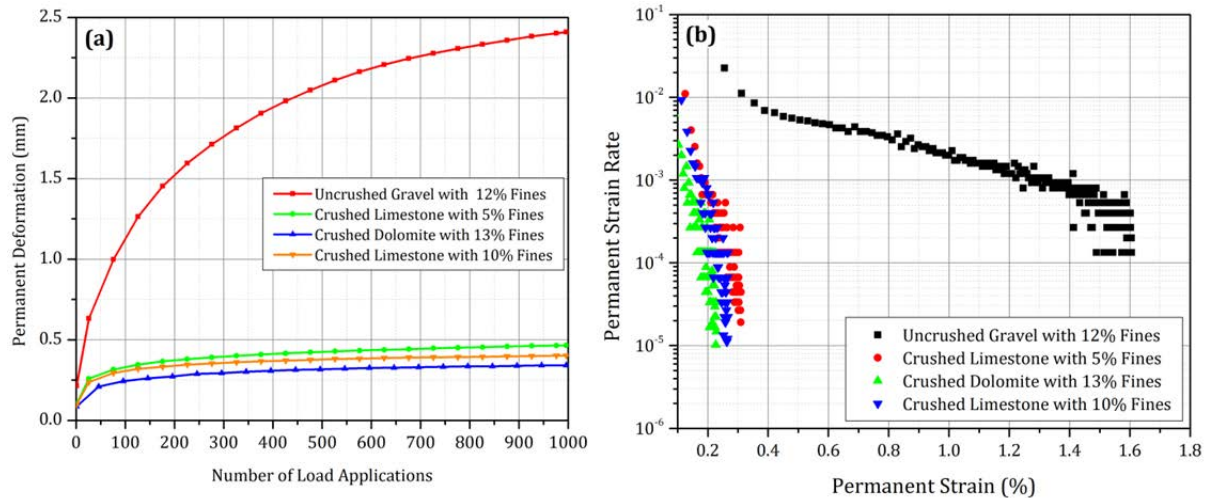 (a)
2.5
2.0
1.5
1.0
0.5
0.0
Permanent Deformation (mm)
Uncrushed Gravel with 12% Fines
Crushed Limestone with 5% Fines
Crushed Dolomite with 13% Fines
Crushed Limestone with 10% Fines
0 100 200 300 400 500 600 700 800 900 1000
Number of Load Applications
(b)
10⁻¹
10⁻²
10⁻³
10⁻⁴
10⁻⁵
10⁻⁶
Permanent Strain Rate
Uncrushed Gravel with 12% Fines
Crushed Limestone with 5% Fines
Crushed Dolomite with 13% Fines
Crushed Limestone with 10% Fines
0.2 0.4 0.6 0.8 1.0 1.2 1.4 1.6 1.8
Permanent Strain (%)